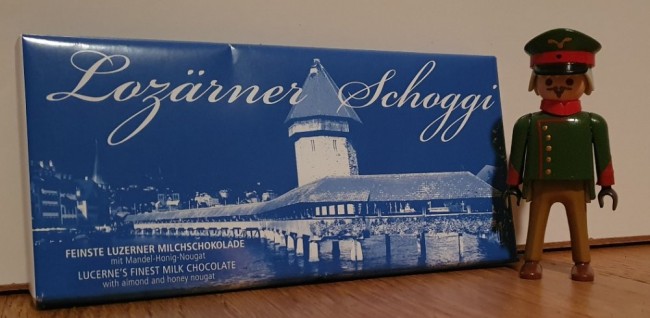 Lozärner Schoggi
FEINSTE LUZERNER MILCHSCHOKOLADE
mit Mandel-Honig-Nougat
LUCERNE'S FINEST MILK CHOCOLATE
with almond and honey nougat